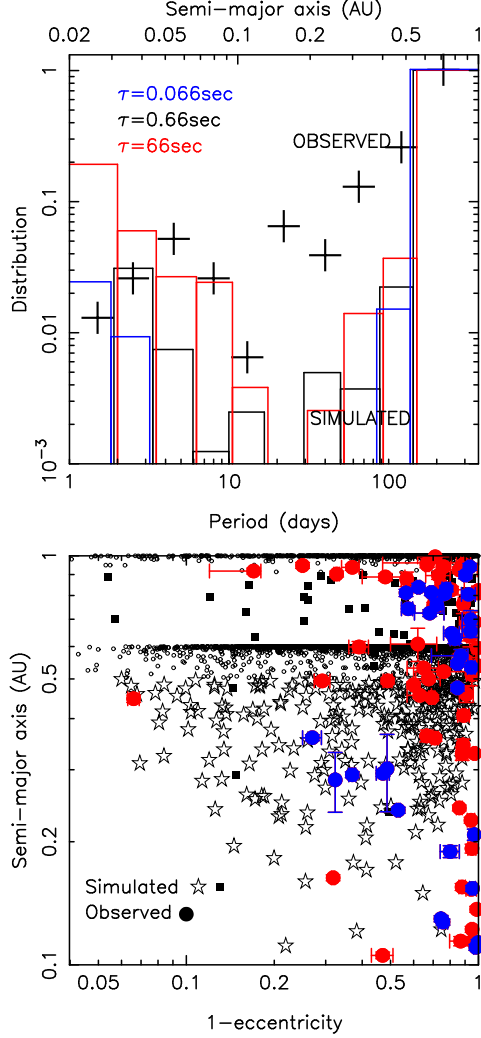 Semi-major axis (AU)
0.02 0.05 0.1 0.2 0.5 1
τ=0.066sec
τ=0.66sec
τ=66sec
OBSERVED
SIMULATED
Distribution
1
0.1
0.01
10⁻³
1 10 100
Period (days)
Semi-major axis (AU)
1
0.5
0.2
0.1
Simulated
Observed
0.05 0.1 0.2 0.5 1
1-eccentricity